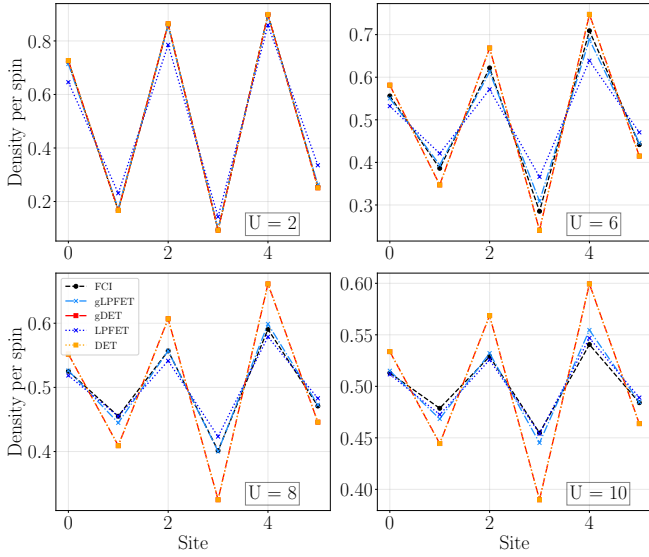 Density per spin
0.8
0.6
0.4
0.2
0
2
4
U = 2
0.7
0.6
0.5
0.4
0.3
0
2
4
U = 6
Density per spin
0.6
0.5
0.4
FCI
gLPFET
gDET
LPFET
DET
0
2
4
U = 8
Site
0.60
0.55
0.50
0.45
0.40
0
2
4
U = 10
Site